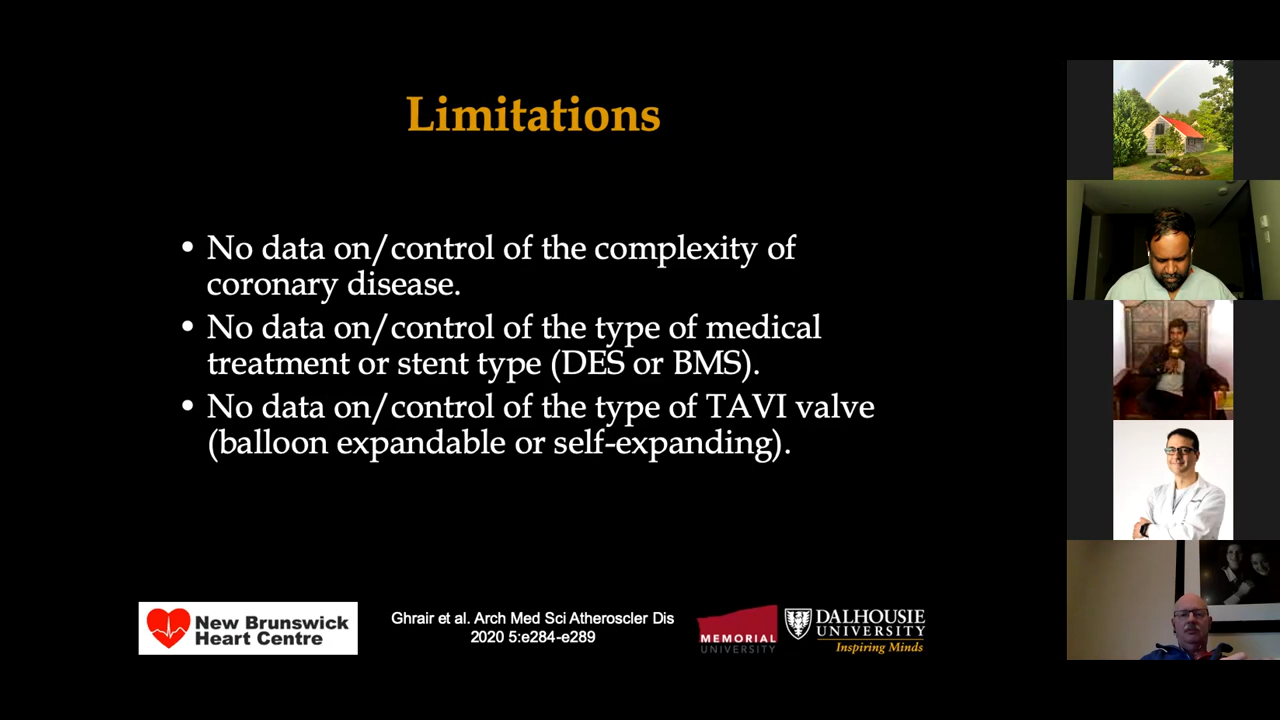 Limitations
• No data on/control of the complexity of
coronary disease.
• No data on/control of the type of medical
treatment or stent type (DES or BMS).
• No data on/control of the type of TAVI valve
(balloon expandable or self-expanding).
New Brunswick
Heart Centre
Ghrair et al. Arch Med Sci Atheroscler Dis
2020 5:e284-e289
MEMORIAL
UNIVERSITY
DALHOUSIE
UNIVERSITY
Inspiring Minds